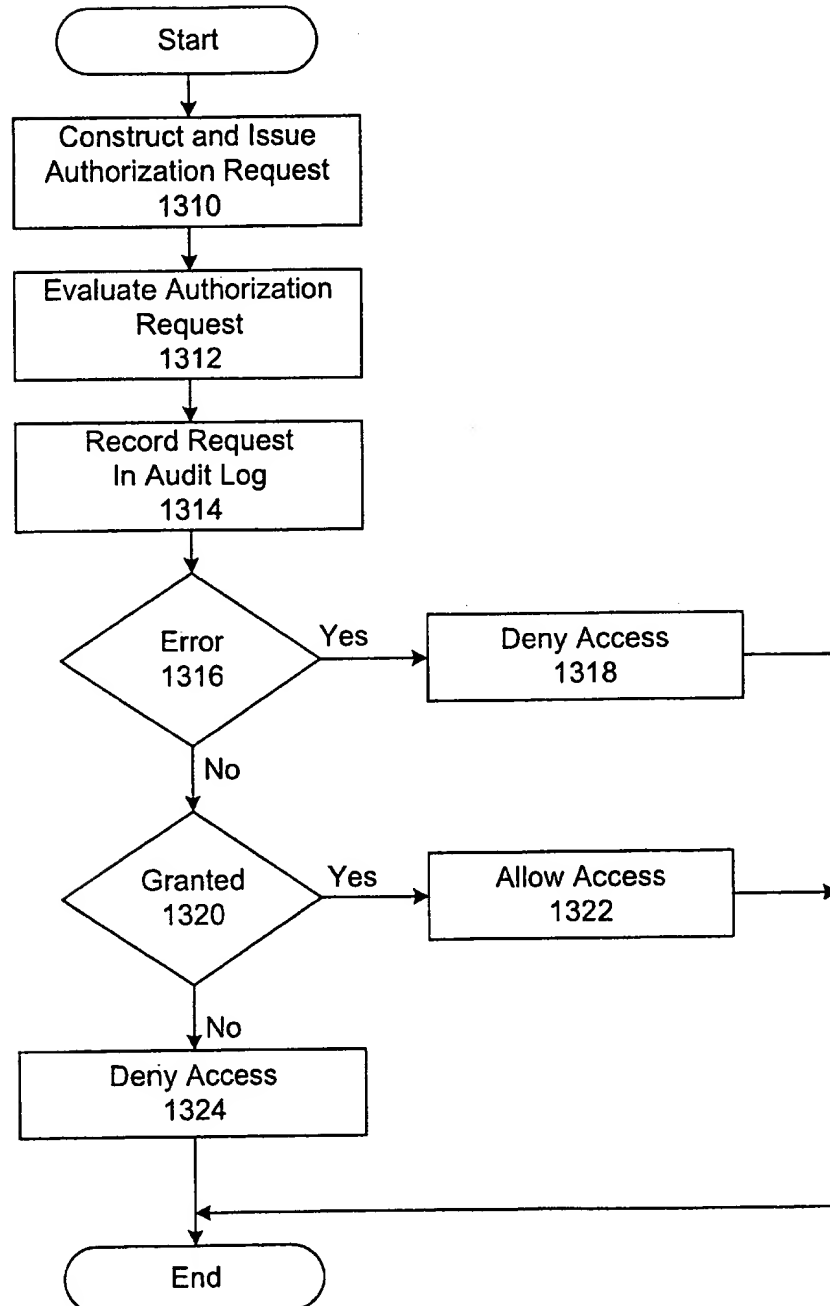 Start
Construct and Issue
Authorization Request
1310
Evaluate Authorization
Request
1312
Record Request
In Audit Log
1314
Error
1316
Yes
Deny Access
1318
No
Granted
1320
Yes
Allow Access
1322
No
Deny Access
1324
End